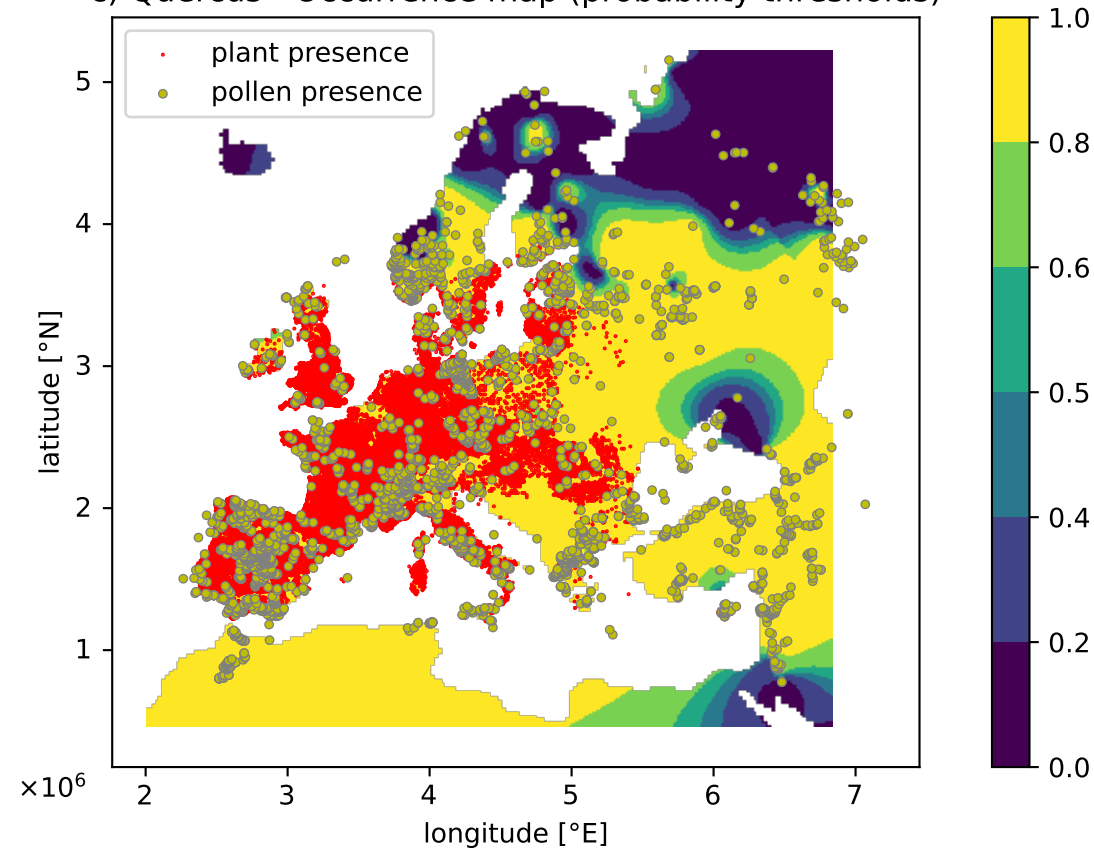 c) Quercus - Occurrence map (probability thresholds)
plant presence
pollen presence
1.0
0.8
0.6
0.5
0.4
0.2
0.0
5
4
3
2
1
latitude [°N]
×10⁶
2 3 4 5 6 7
longitude [°E]